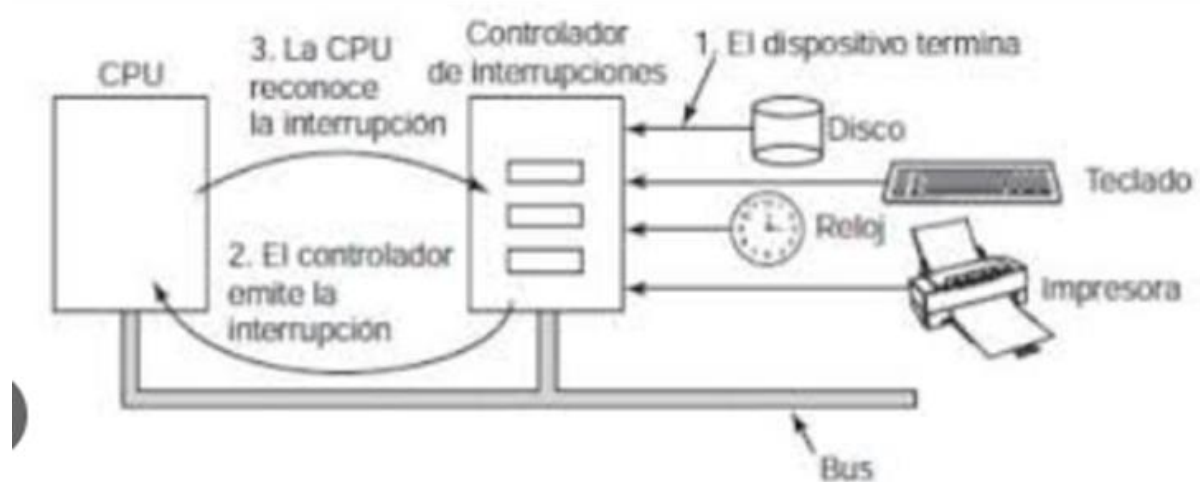 CPU
3. La CPU
reconoce
la interrupción
Controlador
de Interrupciones
1. El dispositivo termina
Disco
Teclado
Reloj
Impresora
2. El controlador
emite la
interrupción
Bus